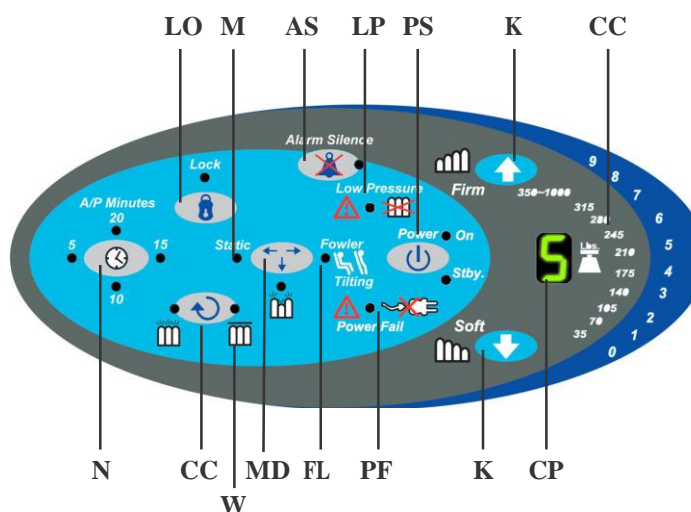 LO M AS LP PS K CC
Alarm Silence
Lock
Low Pressure
Firm
350~1000
9
8
7
6
5
4
3
2
1
0
315
280
245
210
175
140
105
70
35
Lbs.
5
A/P Minutes
20
5
15
10
Static
Fowler
Tilting
Power
On
Stby.
Power Fail
Soft
N CC MD FL PF K CP
W